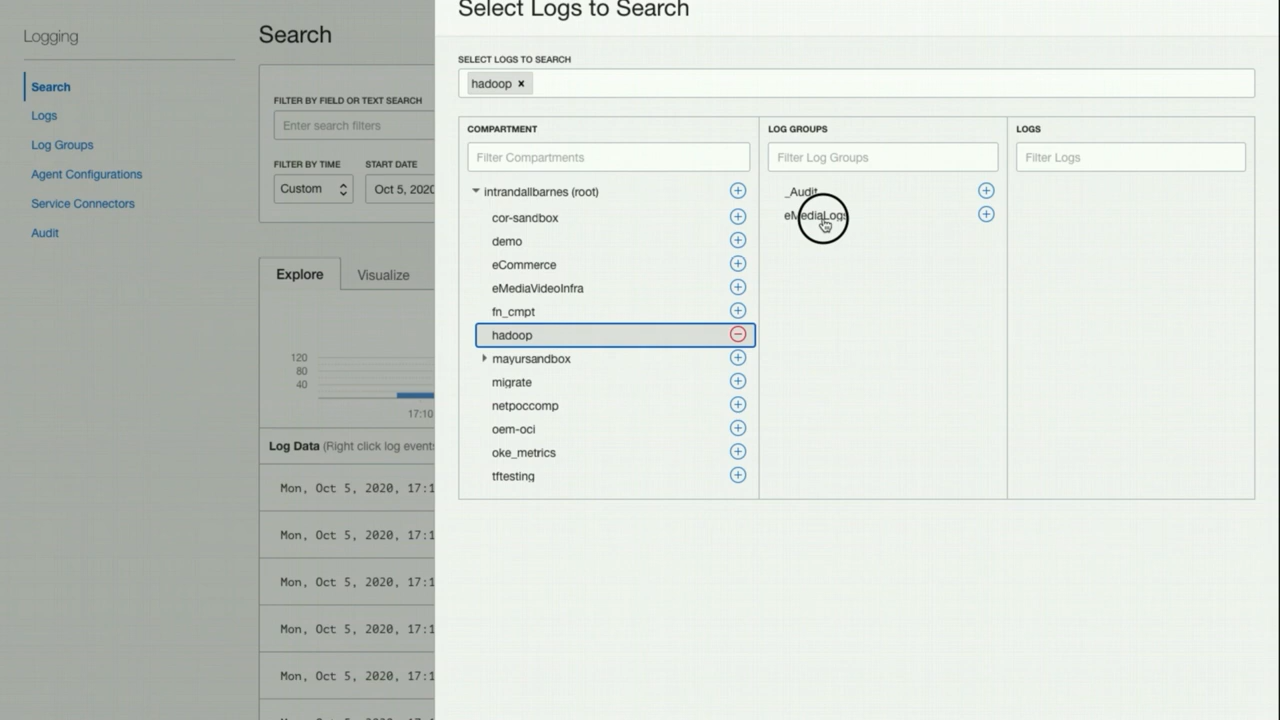 Logging
Search
Logs
Log Groups
Agent Configurations
Service Connectors
Audit
Search
FILTER BY FIELD OR TEXT SEARCH
Enter search filters
FILTER BY TIME
START DATE
Custom
Oct 5, 2020
Explore
Visualize
120
80
40
17:10
Log Data (Right click log events
Mon, Oct 5, 2020, 17:1
Mon, Oct 5, 2020, 17:1
Mon, Oct 5, 2020, 17:1
Mon, Oct 5, 2020, 17:1
Mon, Oct 5, 2020, 17:1
Select Logs to Search
SELECT LOGS TO SEARCH
hadoop ×
COMPARTMENT
Filter Compartments
intrandallbarnes (root)
cor-sandbox
demo
eCommerce
eMediaVideoInfra
fn_cmpt
hadoop
mayursandbox
migrate
netpoccomp
oem-oci
oke_metrics
tftesting
LOG GROUPS
Filter Log Groups
_Audit
eMediaLogs
LOGS
Filter Logs